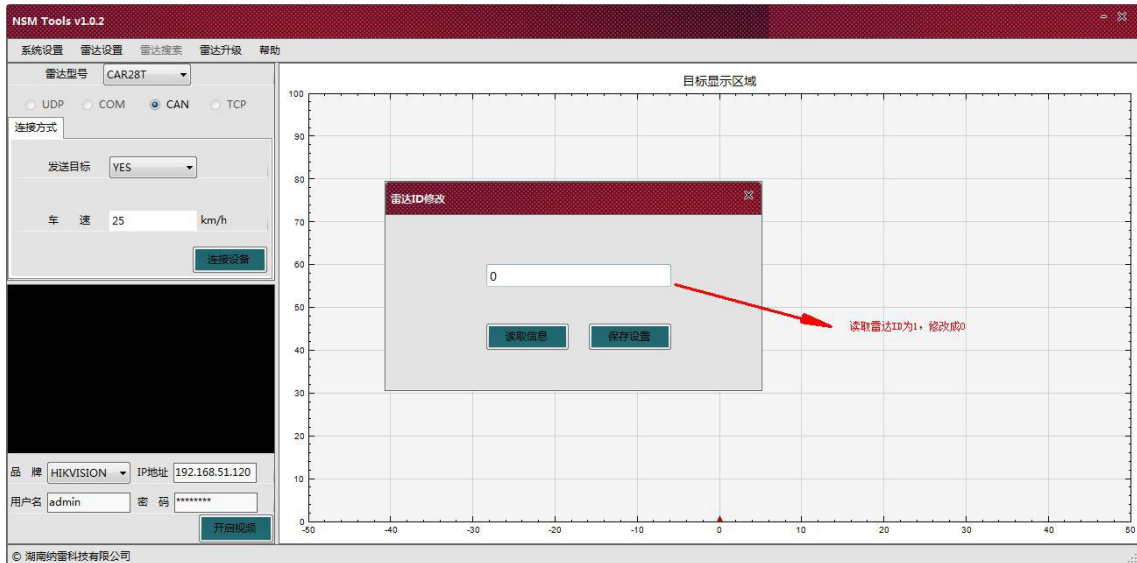 NSM Tools v1.0.2
系统设置 雷达设置 雷达搜索 雷达升级 帮助
雷达型号 CAR28T
UDP COM CAN TCP
连接方式
发送目标 YES
车 速 25 km/h
连接设备
品 牌 HIKVISION IP地址 192.168.51.120
用户名 admin 密 码 ********
开启视频
目标显示区域
100
90
80
70
60
50
40
30
20
10
0
-50 -40 -30 -20 -10 0 10 20 30 40 50
雷达ID修改
0
读取信息 保存设置
读取雷达ID为1，修改成0
© 湖南纳雷科技有限公司